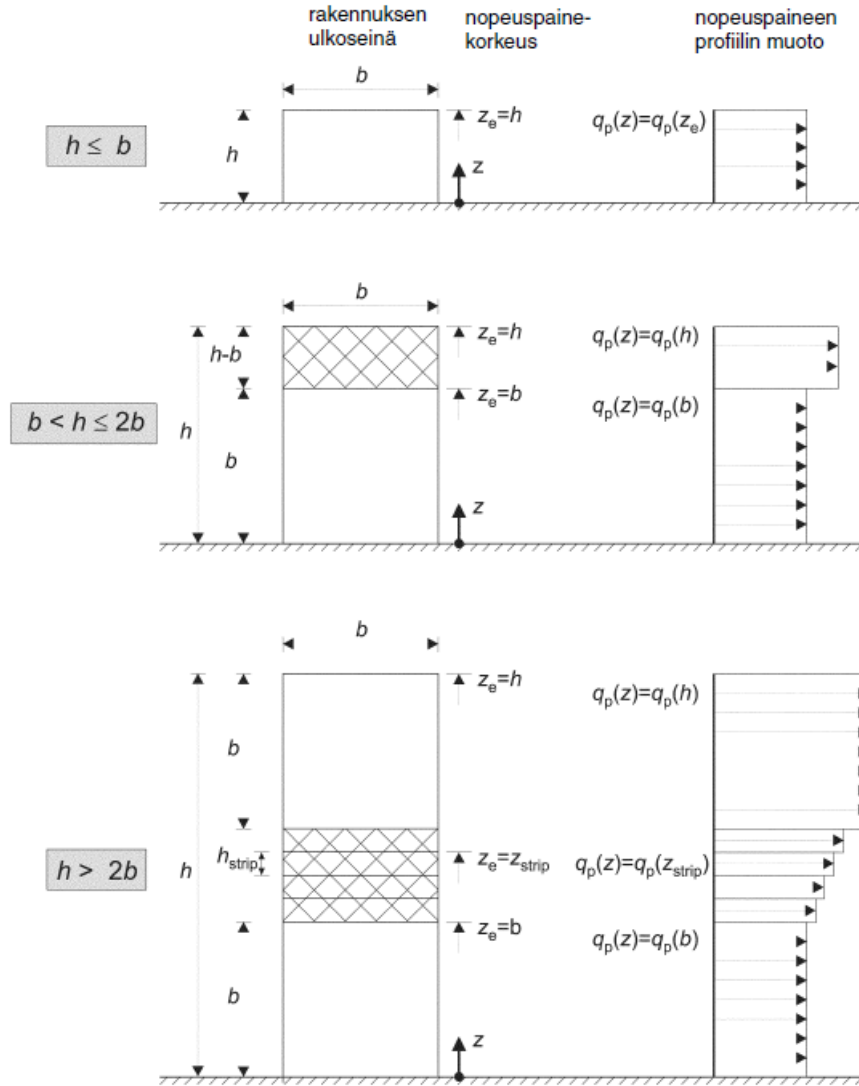 rakennuksen
ulkoseinä
nopeuspaine-
korkeus
nopeuspaineen
profiilin muoto
h ≤ b
b
h
z_e=h
z
q_p(z)=q_p(z_e)
b < h ≤ 2b
b
h
h-b
b
z_e=h
z_e=b
z
q_p(z)=q_p(h)
q_p(z)=q_p(b)
h > 2b
b
h
b
h_strip
b
z_e=h
z_e=z_strip
z_e=b
z
q_p(z)=q_p(h)
q_p(z)=q_p(z_strip)
q_p(z)=q_p(b)